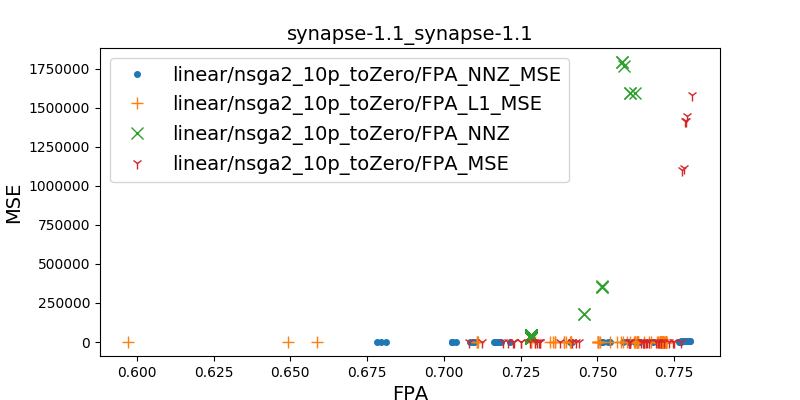 synapse-1.1_synapse-1.1
linear/nsga2_10p_toZero/FPA_NNZ_MSE
linear/nsga2_10p_toZero/FPA_L1_MSE
linear/nsga2_10p_toZero/FPA_NNZ
linear/nsga2_10p_toZero/FPA_MSE
MSE
1750000
1500000
1250000
1000000
750000
500000
250000
0
0.600 0.625 0.650 0.675 0.700 0.725 0.750 0.775
FPA